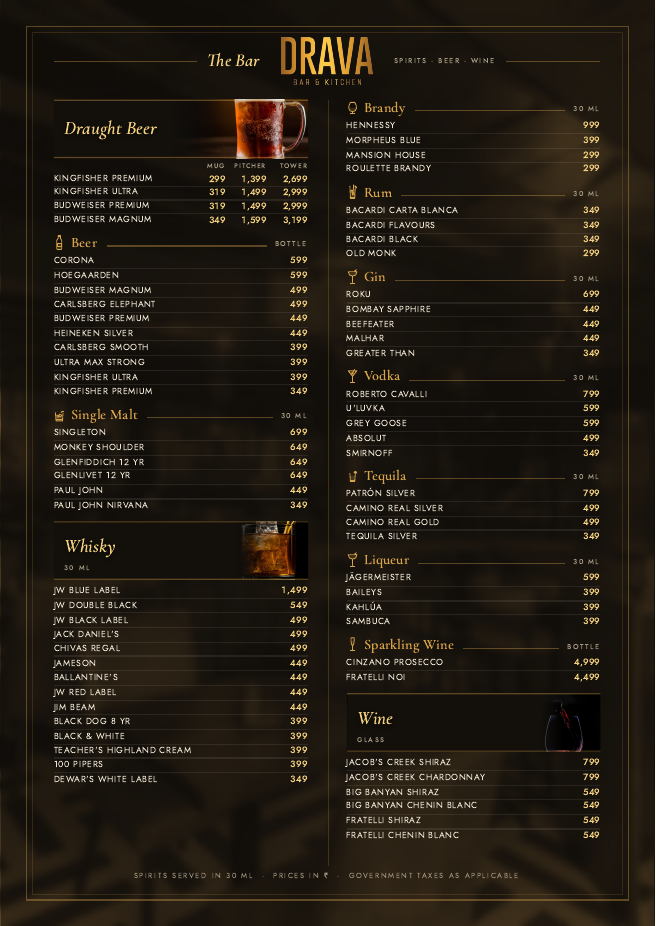 The Bar
DRAVA
BAR & KITCHEN
SPIRITS · BEER · WINE
Draught Beer
MUG PITCHER TOWER
KINGFISHER PREMIUM 299 1,399 2,699
KINGFISHER ULTRA 319 1,499 2,999
BUDWEISER PREMIUM 319 1,499 2,999
BUDWEISER MAGNUM 349 1,599 3,199
Beer BOTTLE
CORONA 599
HOEGAARDEN 599
BUDWEISER MAGNUM 499
CARLSBERG ELEPHANT 499
BUDWEISER PREMIUM 449
HEINEKEN SILVER 449
CARLSBERG SMOOTH 399
ULTRA MAX STRONG 399
KINGFISHER ULTRA 399
KINGFISHER PREMIUM 349
Single Malt 30 ML
SINGLETON 699
MONKEY SHOULDER 649
GLENFIDDICH 12 YR 649
GLENLIVET 12 YR 649
PAUL JOHN 449
PAUL JOHN NIRVANA 349
Whisky
30 ML
JW BLUE LABEL 1,499
JW DOUBLE BLACK 549
JW BLACK LABEL 499
JACK DANIEL'S 499
CHIVAS REGAL 499
JAMESON 449
BALLANTINE'S 449
JW RED LABEL 449
JIM BEAM 449
BLACK DOG 8 YR 399
BLACK & WHITE 399
TEACHER'S HIGHLAND CREAM 399
100 PIPERS 399
DEWAR'S WHITE LABEL 349
Brandy 30 ML
HENNESSY 999
MORPHEUS BLUE 399
MANSION HOUSE 299
ROULETTE BRANDY 299
Rum 30 ML
BACARDI CARTA BLANCA 349
BACARDI FLAVOURS 349
BACARDI BLACK 349
OLD MONK 299
Gin 30 ML
ROKU 699
BOMBAY SAPPHIRE 449
BEEFEATER 449
MALHAR 449
GREATER THAN 349
Vodka 30 ML
ROBERTO CAVALLI 799
U'LUVKA 599
GREY GOOSE 599
ABSOLUT 499
SMIRNOFF 349
Tequila 30 ML
PATRÓN SILVER 799
CAMINO REAL SILVER 499
CAMINO REAL GOLD 499
TEQUILA SILVER 349
Liqueur 30 ML
JÄGERMEISTER 599
BAILEYS 399
KAHLÚA 399
SAMBUCA 399
Sparkling Wine BOTTLE
CINZANO PROSECCO 4,999
FRATELLI NOI 4,499
Wine
GLASS
JACOB'S CREEK SHIRAZ 799
JACOB'S CREEK CHARDONNAY 799
BIG BANYAN SHIRAZ 549
BIG BANYAN CHENIN BLANC 549
FRATELLI SHIRAZ 549
FRATELLI CHENIN BLANC 549
SPIRITS SERVED IN 30 ML · PRICES IN ₹ · GOVERNMENT TAXES AS APPLICABLE